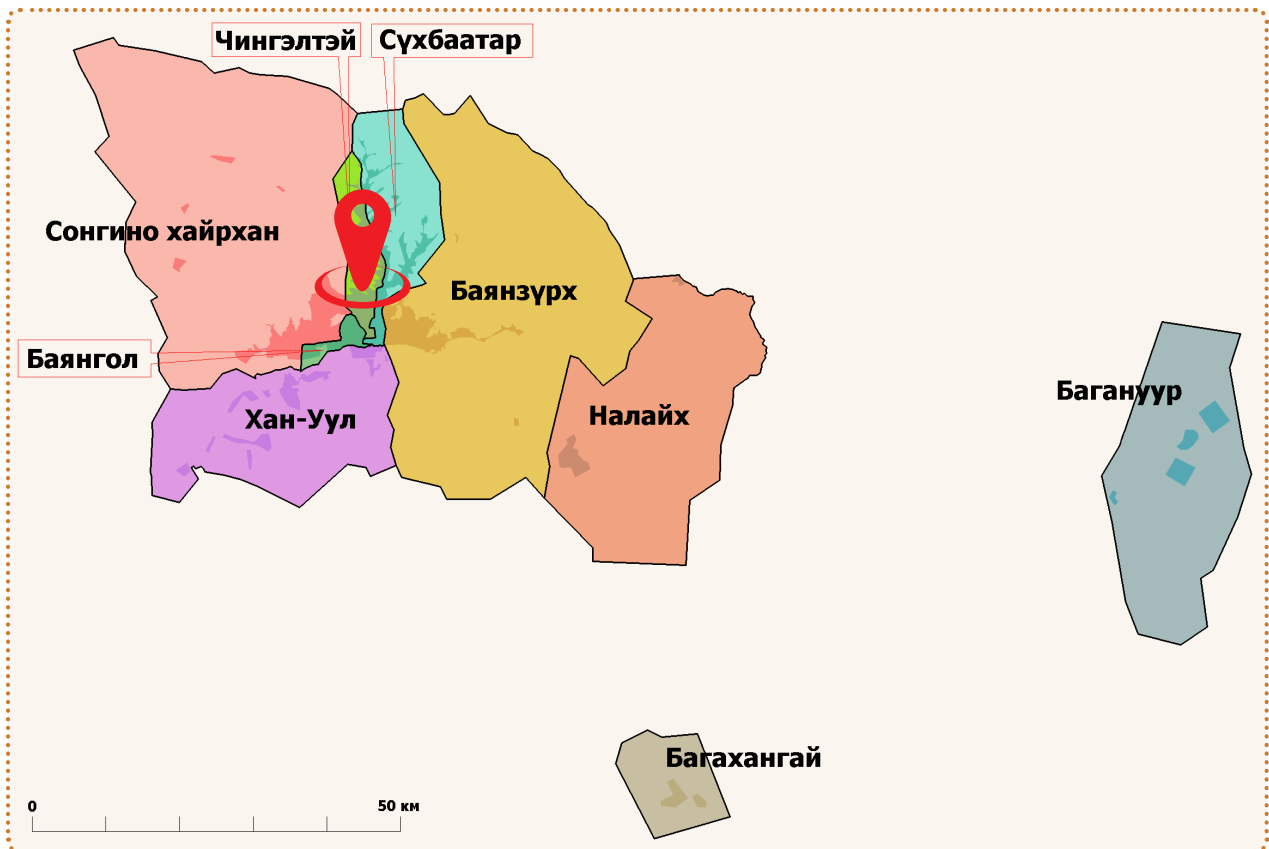 Чингэлтэй
Сүхбаатар
Сонгино хайрхан
Баянзүрх
Баянгол
Багануур
Налайх
Хан-Уул
Багахангай
0
50 км